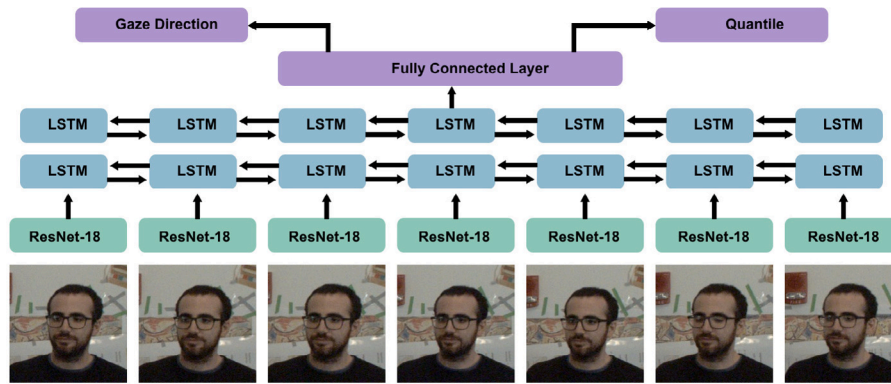 Gaze Direction
Quantile
Fully Connected Layer
LSTM LSTM LSTM LSTM LSTM LSTM LSTM
LSTM LSTM LSTM LSTM LSTM LSTM LSTM
ResNet-18 ResNet-18 ResNet-18 ResNet-18 ResNet-18 ResNet-18 ResNet-18